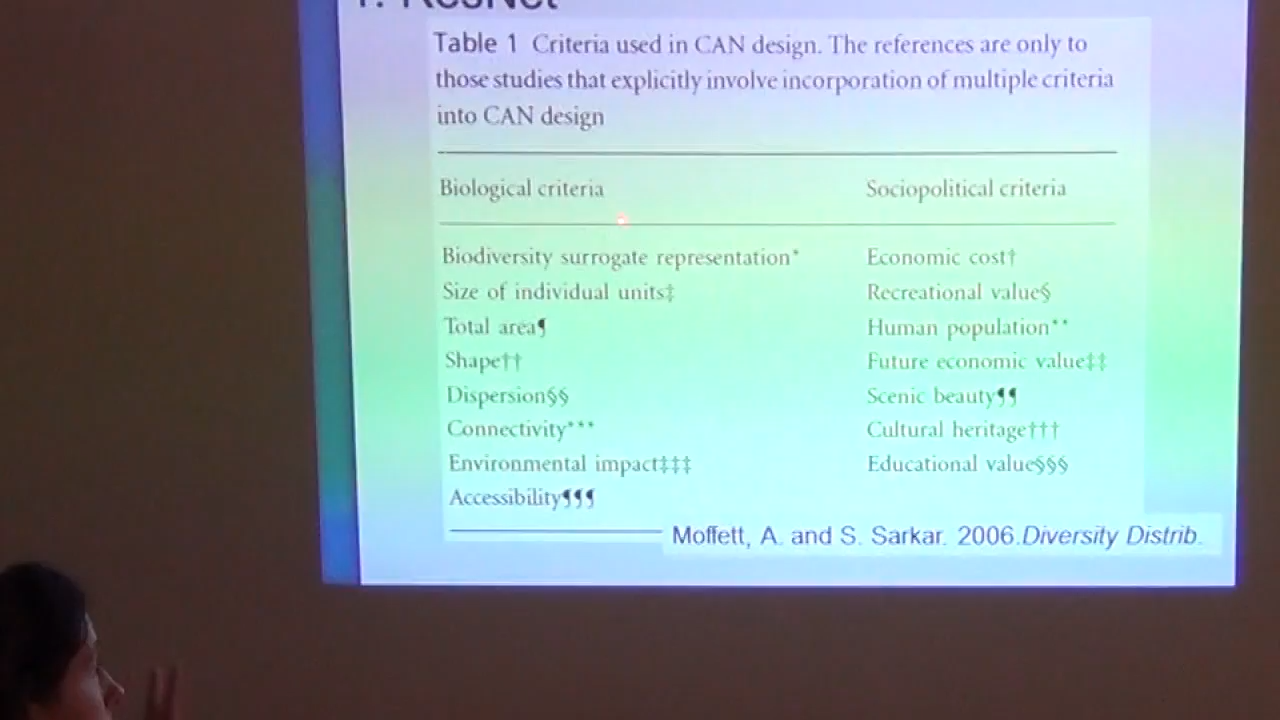 1. ResNet
Table 1 Criteria used in CAN design. The references are only to
those studies that explicitly involve incorporation of multiple criteria
into CAN design
Biological criteria Sociopolitical criteria
Biodiversity surrogate representation* Economic cost†
Size of individual units‡ Recreational value§
Total area¶ Human population**
Shape†† Future economic value‡‡
Dispersion§§ Scenic beauty¶¶
Connectivity*** Cultural heritage†††
Environmental impact‡‡‡ Educational value§§§
Accessibility¶¶¶
Moffett, A. and S. Sarkar. 2006.Diversity Distrib.